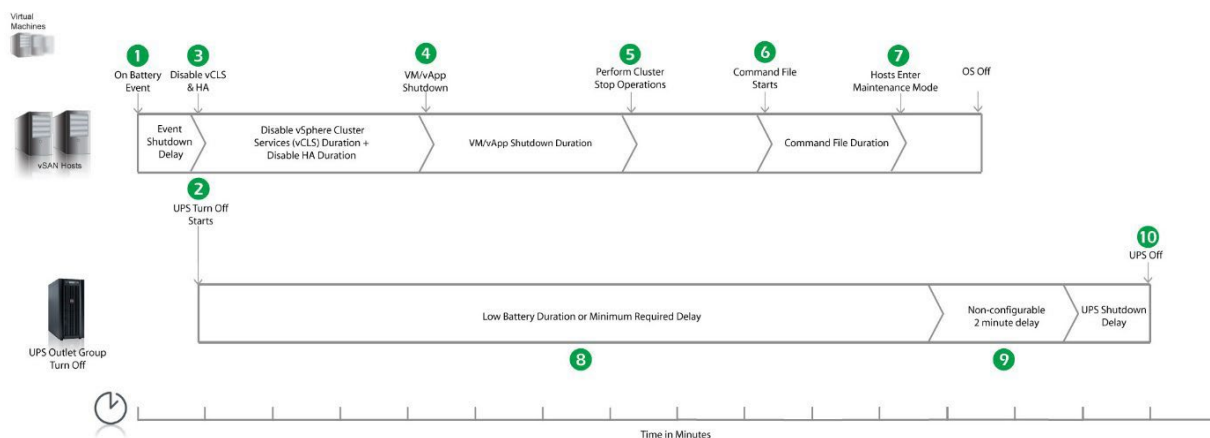 Virtual
Machines
1
On Battery
Event
3
Disable vCLS
& HA
4
VM/vApp
Shutdown
5
Perform Cluster
Stop Operations
6
Command File
Starts
7
Hosts Enter
Maintenance Mode
OS Off
vSAN Hosts
Event
Shutdown
Delay
Disable vSphere Cluster
Services (vCLS) Duration +
Disable HA Duration
VM/vApp Shutdown Duration
Command File Duration
2
UPS Turn Off
Starts
10
UPS Off
UPS Outlet Group
Turn Off
Low Battery Duration or Minimum Required Delay
Non-configurable
2 minute delay
UPS Shutdown
Delay
8
9
Time in Minutes